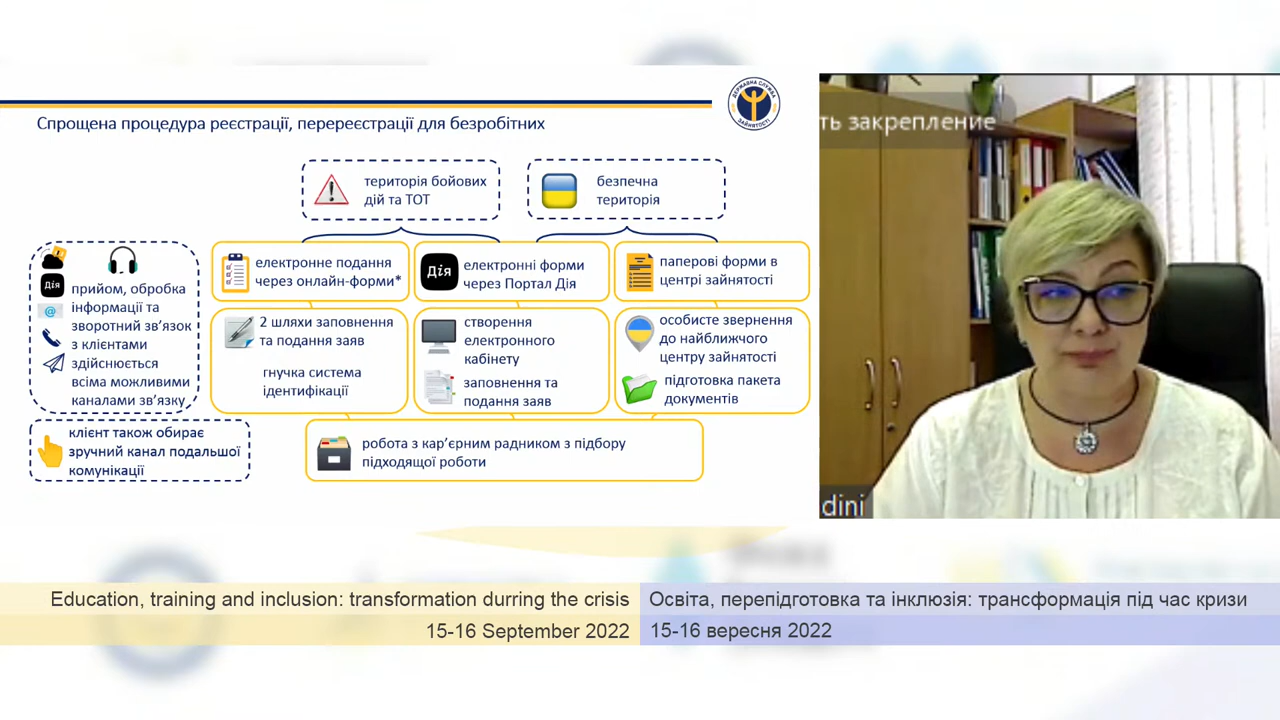 ДЕРЖАВНА СЛУЖБА
ЗАЙНЯТОСТІ
Спрощена процедура реєстрації, перереєстрації для безробітних
територія бойових
дій та ТОТ
безпечна
територія
Дія
прийом, обробка
інформації та
зворотний зв’язок
з клієнтами
здійснюється
всіма можливими
каналами зв’язку
електронне подання
через онлайн-форми*
Дія
електронні форми
через Портал Дія
паперові форми в
центрі зайнятості
2 шляхи заповнення
та подання заяв
гнучка система
ідентифікації
створення
електронного
кабінету
заповнення та
подання заяв
особисте звернення
до найближчого
центру зайнятості
підготовка пакета
документів
клієнт також обирає
зручний канал подальшої
комунікації
робота з кар’єрним радником з підбору
підходящої роботи
ть закрепление
dini
Education, training and inclusion: transformation durring the crisis
15-16 September 2022
Освіта, перепідготовка та інклюзія: трансформація під час кризи
15-16 вересня 2022